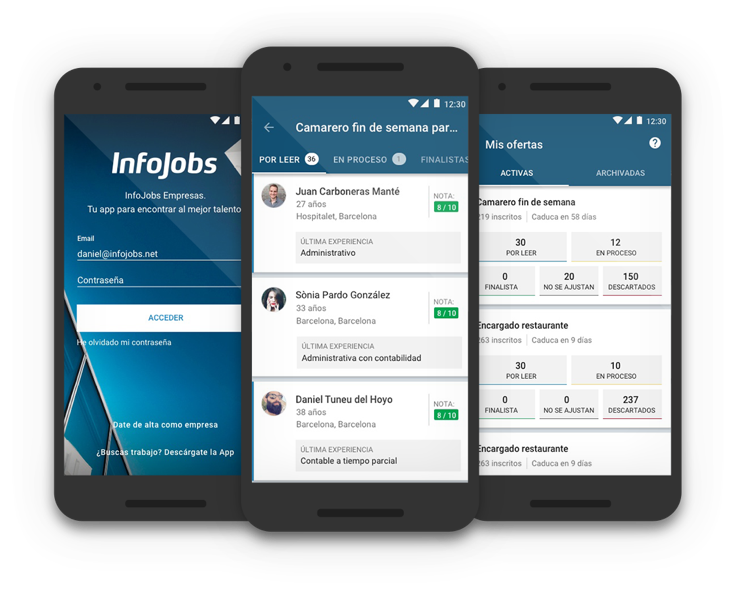 InfoJobs
InfoJobs Empresas.
Tu app para encontrar al mejor talento
Email
daniel@infojobs.net
Contraseña
ACCEDER
He olvidado mi contraseña
Date de alta como empresa
¿Buscas trabajo? Descárgate la App
12:30
Camarero fin de semana par...
POR LEER 36 EN PROCESO 1 FINALISTAS
Juan Carboneras Manté
27 años
Hospitalet, Barcelona
NOTA:
8 / 10
ÚLTIMA EXPERIENCIA
Administrativo
Sònia Pardo González
33 años
Barcelona, Barcelona
NOTA:
8 / 10
ÚLTIMA EXPERIENCIA
Administrativa con contabilidad
Daniel Tuneu del Hoyo
38 años
Barcelona, Barcelona
NOTA:
8 / 10
ÚLTIMA EXPERIENCIA
Contable a tiempo parcial
12:30
Mis ofertas ?
ACTIVAS ARCHIVADAS
Camarero fin de semana
219 inscritos Caduca en 58 días
30 12
POR LEER EN PROCESO
0 20 150
FINALISTA NO SE AJUSTAN DESCARTADOS
Encargado restaurante
263 inscritos Caduca en 9 días
30 10
POR LEER EN PROCESO
0 0 237
FINALISTA NO SE AJUSTAN DESCARTADOS
Encargado restaurante
263 inscritos Caduca en 9 días